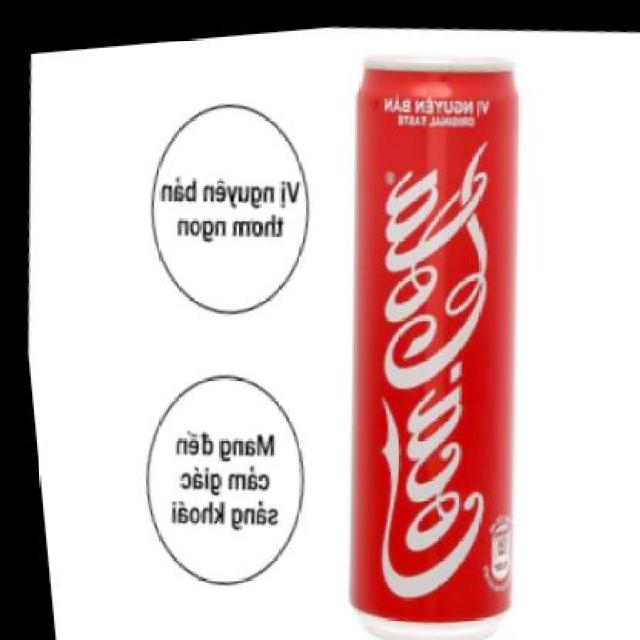 VỊ NGUYÊN BẢN
ORIGINAL TASTE
Coca-Cola
Vị nguyên bản
thơm ngon
Mang đến
cảm giác
sảng khoái